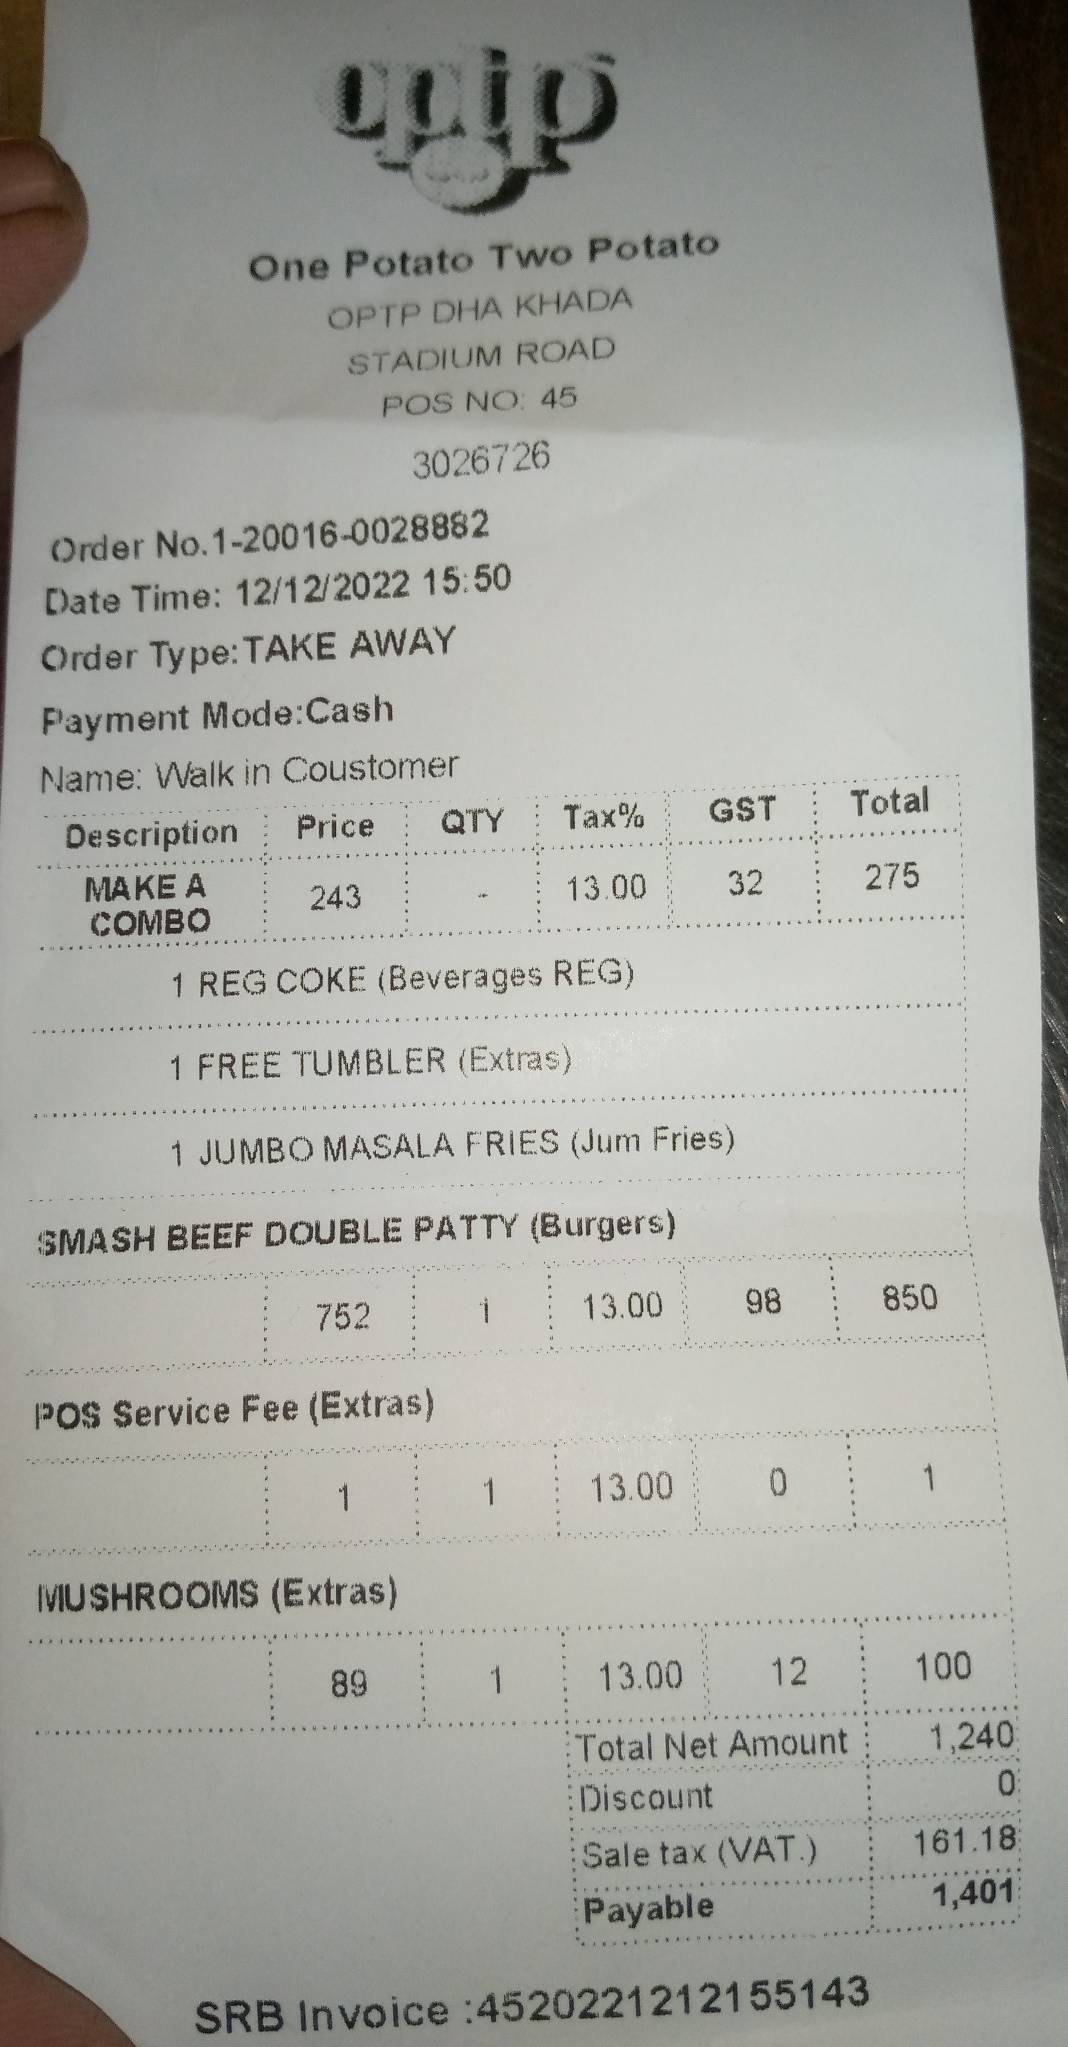 optp
One Potato Two Potato
OPTP DHA KHADA
STADIUM ROAD
POS NO: 45
3026726
Order No.1-20016-0028882
Date Time: 12/12/2022 15:50
Order Type:TAKE AWAY
Payment Mode:Cash
Name: Walk in Coustomer
Description Price QTY Tax% GST Total
MAKE A COMBO 243 - 13.00 32 275
1 REG COKE (Beverages REG)
1 FREE TUMBLER (Extras)
1 JUMBO MASALA FRIES (Jum Fries)
SMASH BEEF DOUBLE PATTY (Burgers)
752 1 13.00 98 850
POS Service Fee (Extras)
1 1 13.00 0 1
MUSHROOMS (Extras)
89 1 13.00 12 100
Total Net Amount 1,240
Discount 0
Sale tax (VAT.) 161.18
Payable 1,401
SRB Invoice :4520221212155143